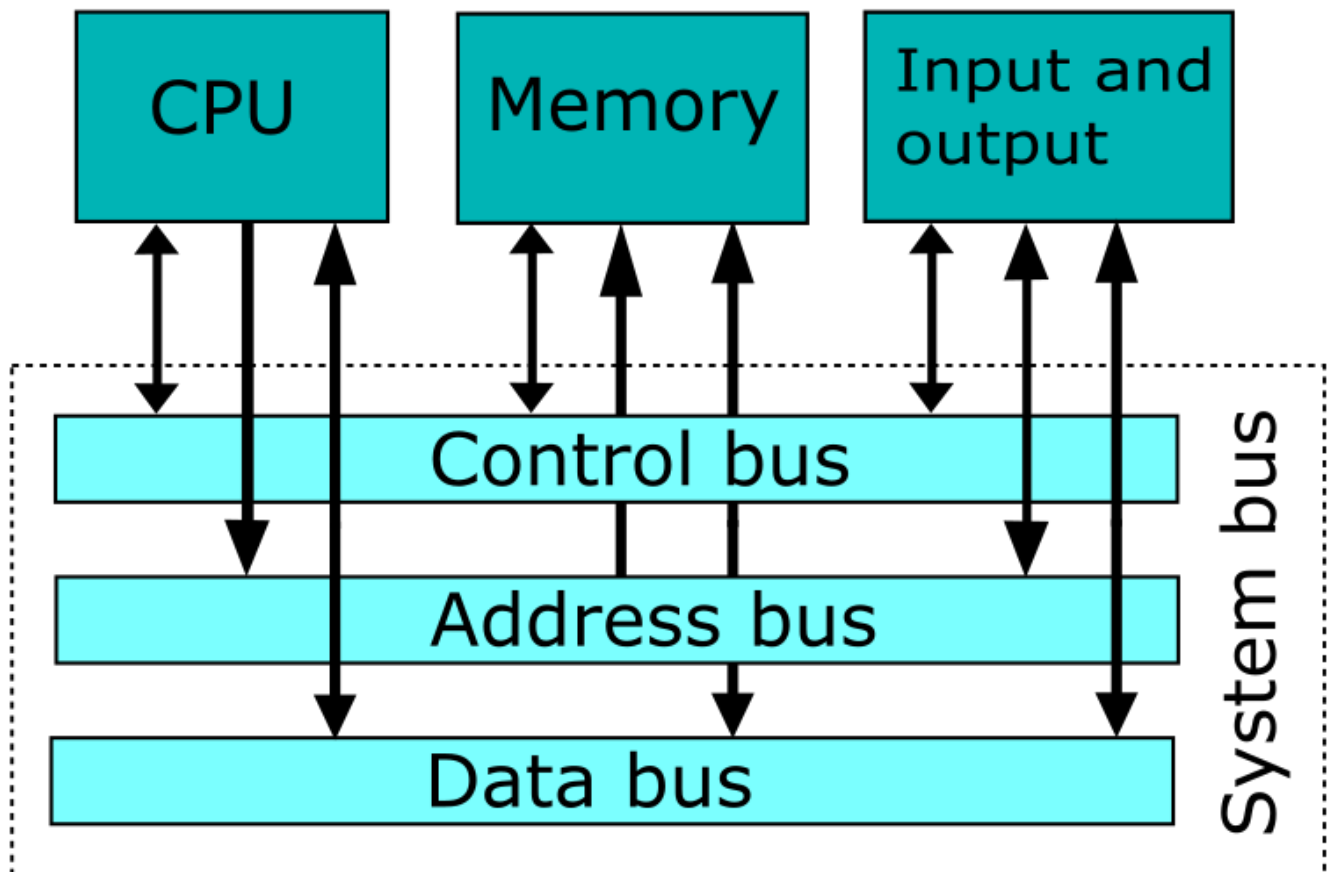 CPU
Memory
Input and
output
Control bus
Address bus
Data bus
System bus